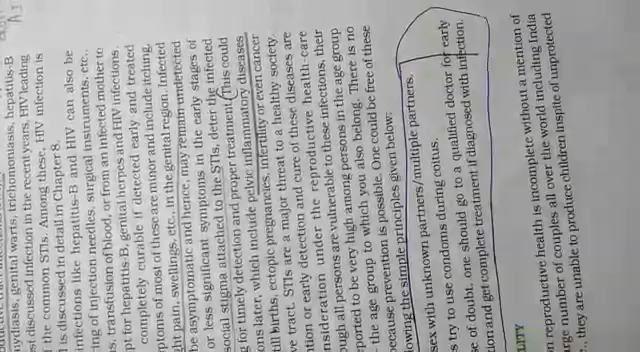 mydiasis, genital warts, trichomoniasis, hepatitis-B
st discussed infection in the recent years, HIV leading
f the common STIs. Among these, HIV infection is
l is discussed in detail in Chapter 8.
infections like hepatitis-B and HIV can also be
ing of injection needles, surgical instruments, etc.,
ts, transfusion of blood, or from an infected mother to
pt for hepatitis-B, genital herpes and HIV infections,
completely curable if detected early and treated
ptoms of most of these are minor and include itching,
ght pain, swellings, etc., in the genital region. Infected
be asymptomatic and hence, may remain undetected
or less significant symptoms in the early stages of
social stigma attached to the STIs, deter the infected
g for timely detection and proper treatment. This could
ons later, which include pelvic inflammatory diseases
till births, ectopic pregnancies, infertility or even cancer
ve tract. STIs are a major threat to a healthy society.
tion or early detection and cure of these diseases are
nsideration under the reproductive health-care
ough all persons are vulnerable to these infections, their
ported to be very high among persons in the age group
the age group to which you also belong. There is no
because prevention is possible. One could be free of these
llowing the simple principles given below:
sex with unknown partners/multiple partners.
s try to use condoms during coitus.
se of doubt, one should go to a qualified doctor for early
tion and get complete treatment if diagnosed with infection.
ILITY
n reproductive health is incomplete without a mention of
arge number of couples all over the world including India
., they are unable to produce children inspite of unprotected